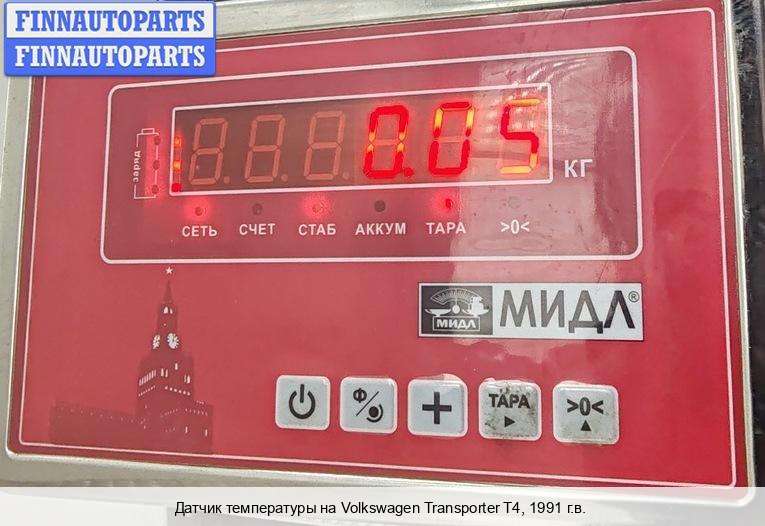 FINNAUTOPARTS
FINNAUTOPARTS
Заряд
0.05 КГ
СЕТЬ СЧЕТ СТАБ АККУМ ТАРА >0<
МИДЛ МИДЛ®
Ф ТАРА >0<
Датчик температуры на Volkswagen Transporter T4, 1991 г.в.